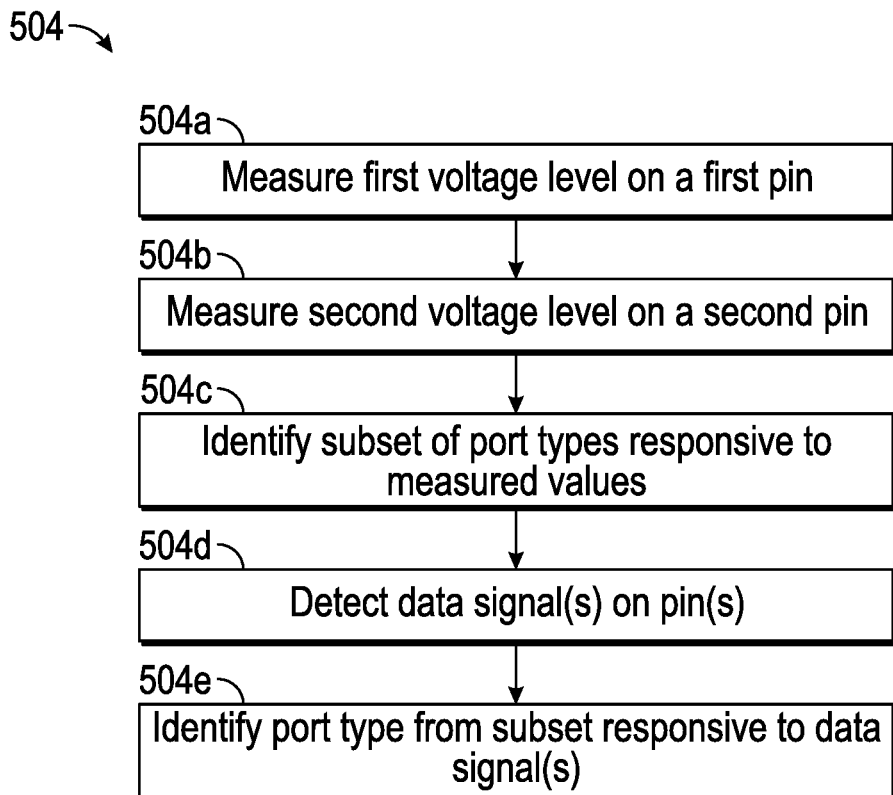 504
504a
Measure first voltage level on a first pin
504b
Measure second voltage level on a second pin
504c
Identify subset of port types responsive to
measured values
504d
Detect data signal(s) on pin(s)
504e
Identify port type from subset responsive to data
signal(s)